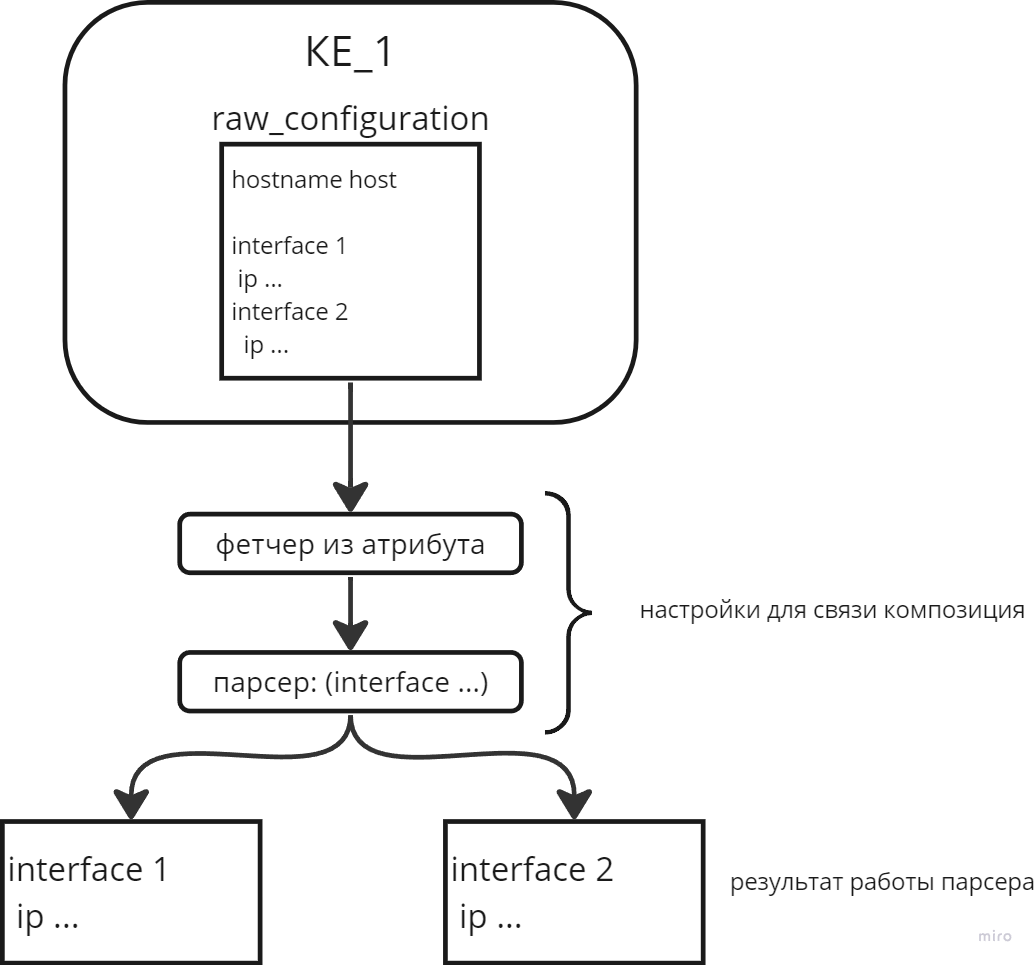 КЕ_1
raw_configuration
hostname host
interface 1
ip ...
interface 2
ip ...
фетчер из атрибута
настройки для связи композиция
парсер: (interface ...)
interface 1
ip ...
interface 2
ip ...
результат работы парсера
miro